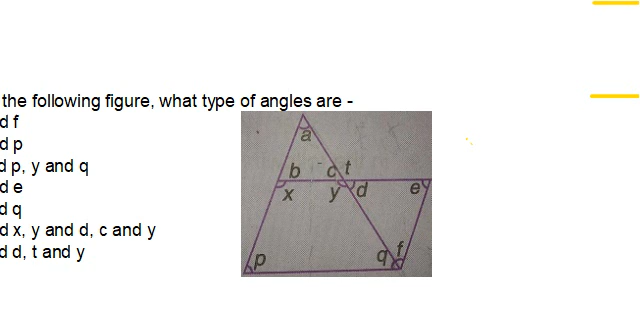 the following figure, what type of angles are -
d f
d p
d p, y and q
d e
d q
d x, y and d, c and y
d d, t and y
a
b c t
x y d e
p q f